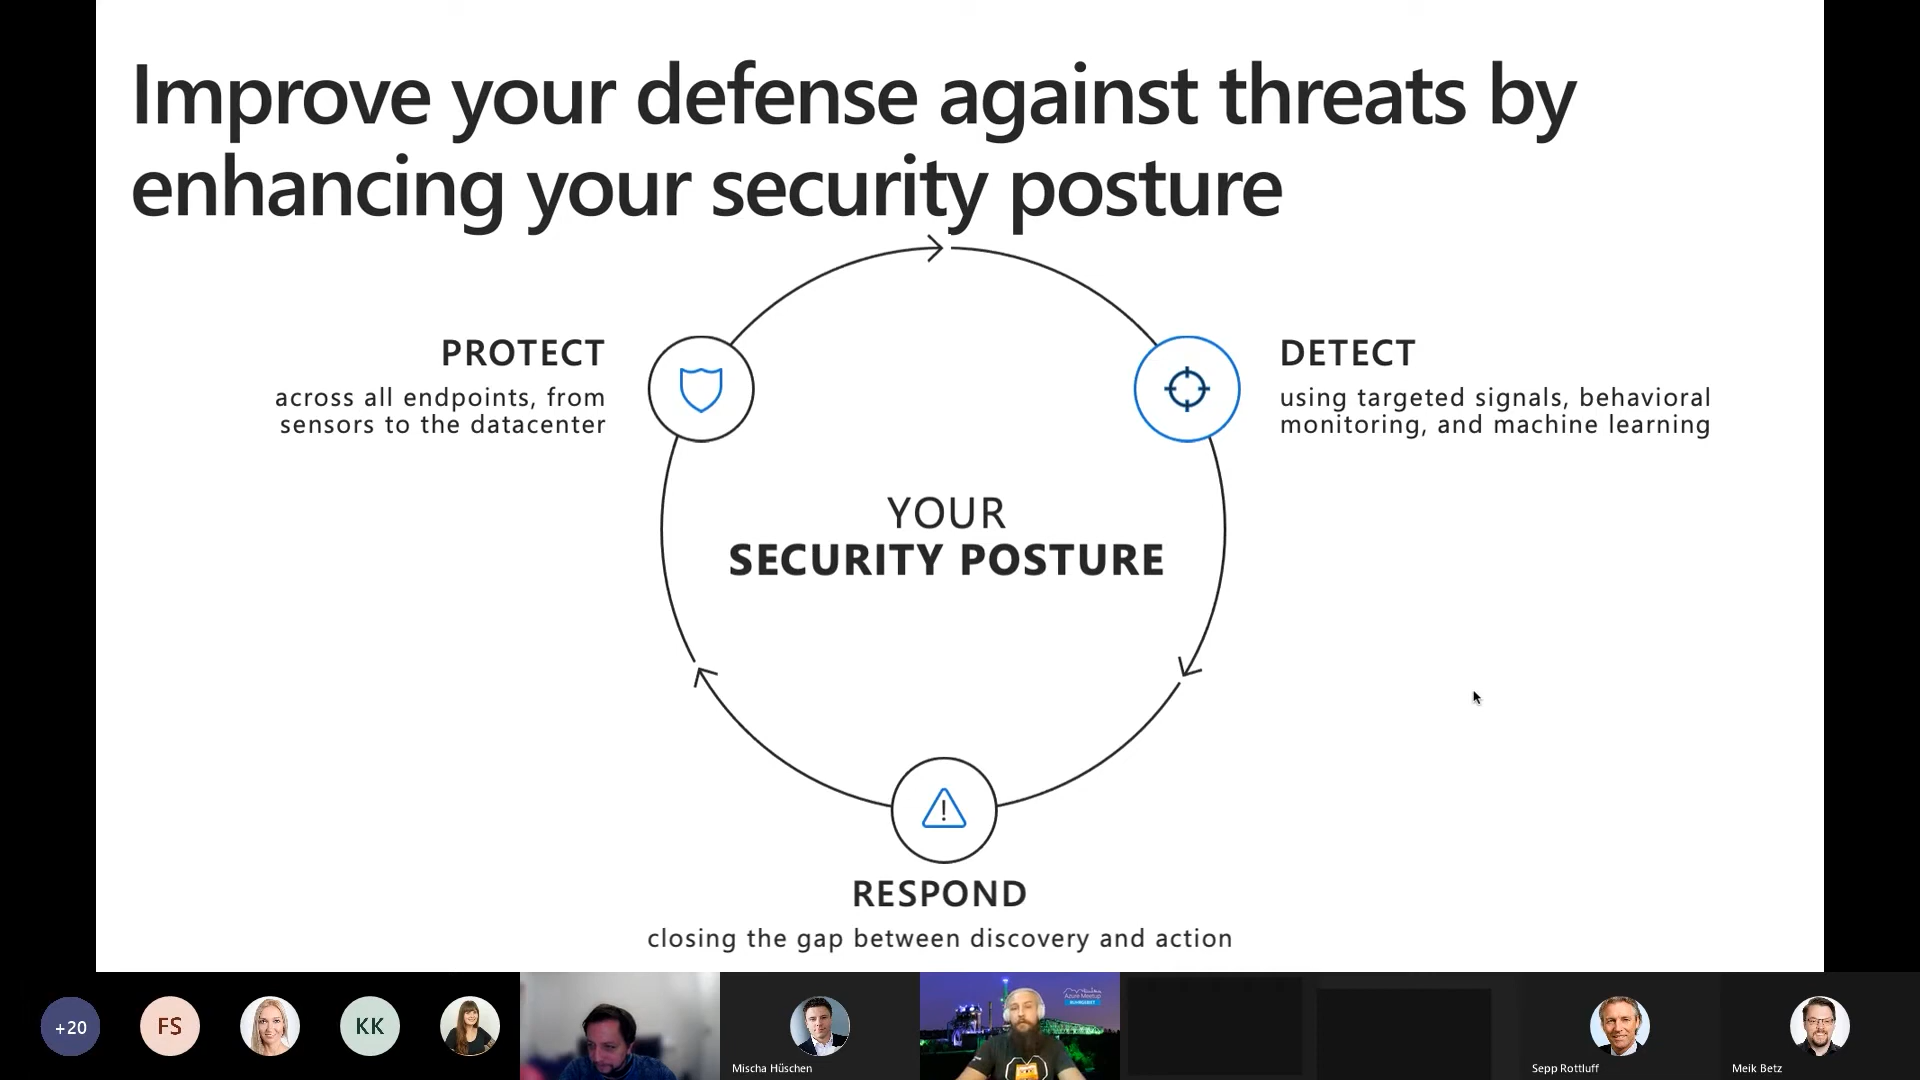 Improve your defense against threats by
enhancing your security posture
PROTECT
across all endpoints, from
sensors to the datacenter
DETECT
using targeted signals, behavioral
monitoring, and machine learning
YOUR
SECURITY POSTURE
RESPOND
closing the gap between discovery and action
+20
FS
KK
Mischa Hüschen
Azure Meetup
Sepp Rottluff
Meik Betz